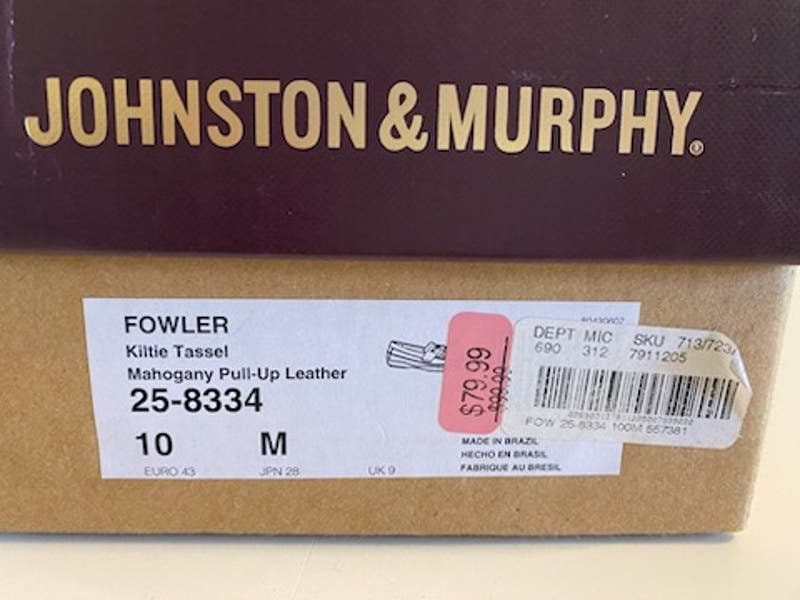 JOHNSTON & MURPHY®
FOWLER
Kiltie Tassel
Mahogany Pull-Up Leather
25-8334
10 M
EURO 43 JPN 28 UK 9
$79.99
DEPT MIC SKU 713/723
690 312 7911205
FOW 25-8334 100M 557381
MADE IN BRAZIL
HECHO EN BRASIL
FABRIQUE AU BRESIL